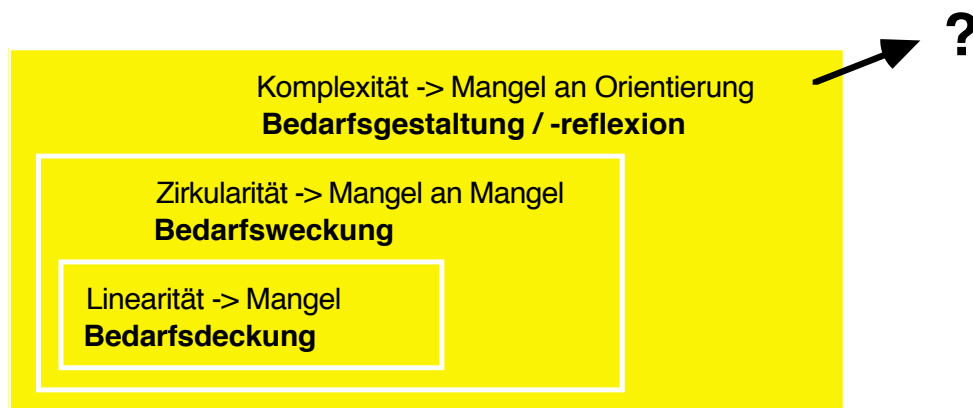 ?
Komplexität -> Mangel an Orientierung
Bedarfsgestaltung / -reflexion
Zirkularität -> Mangel an Mangel
Bedarfsweckung
Linearität -> Mangel
Bedarfsdeckung